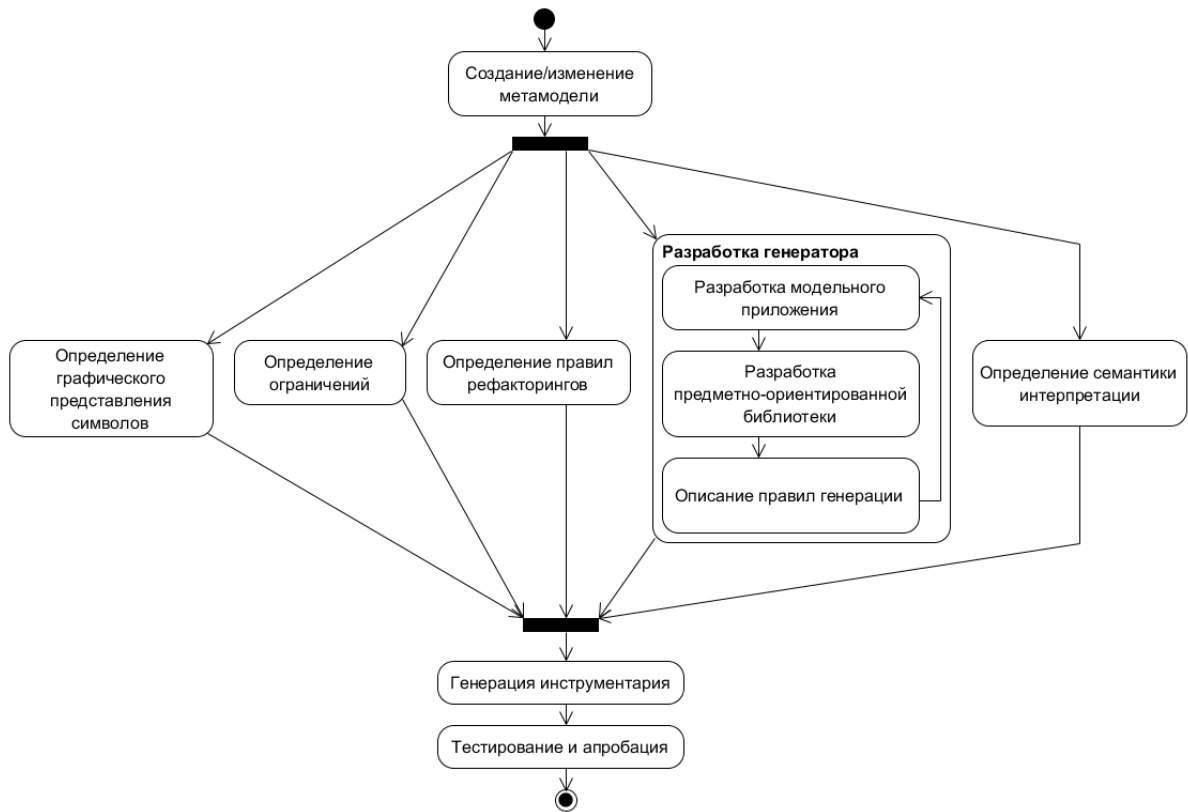 Создание/изменение
метамодели
Разработка генератора
Разработка модельного
приложения
Разработка
предметно-ориентированной
библиотеки
Описание правил генерации
Определение
графического
представления
символов
Определение
ограничений
Определение правил
рефакторингов
Определение семантики
интерпретации
Генерация инструментария
Тестирование и апробация